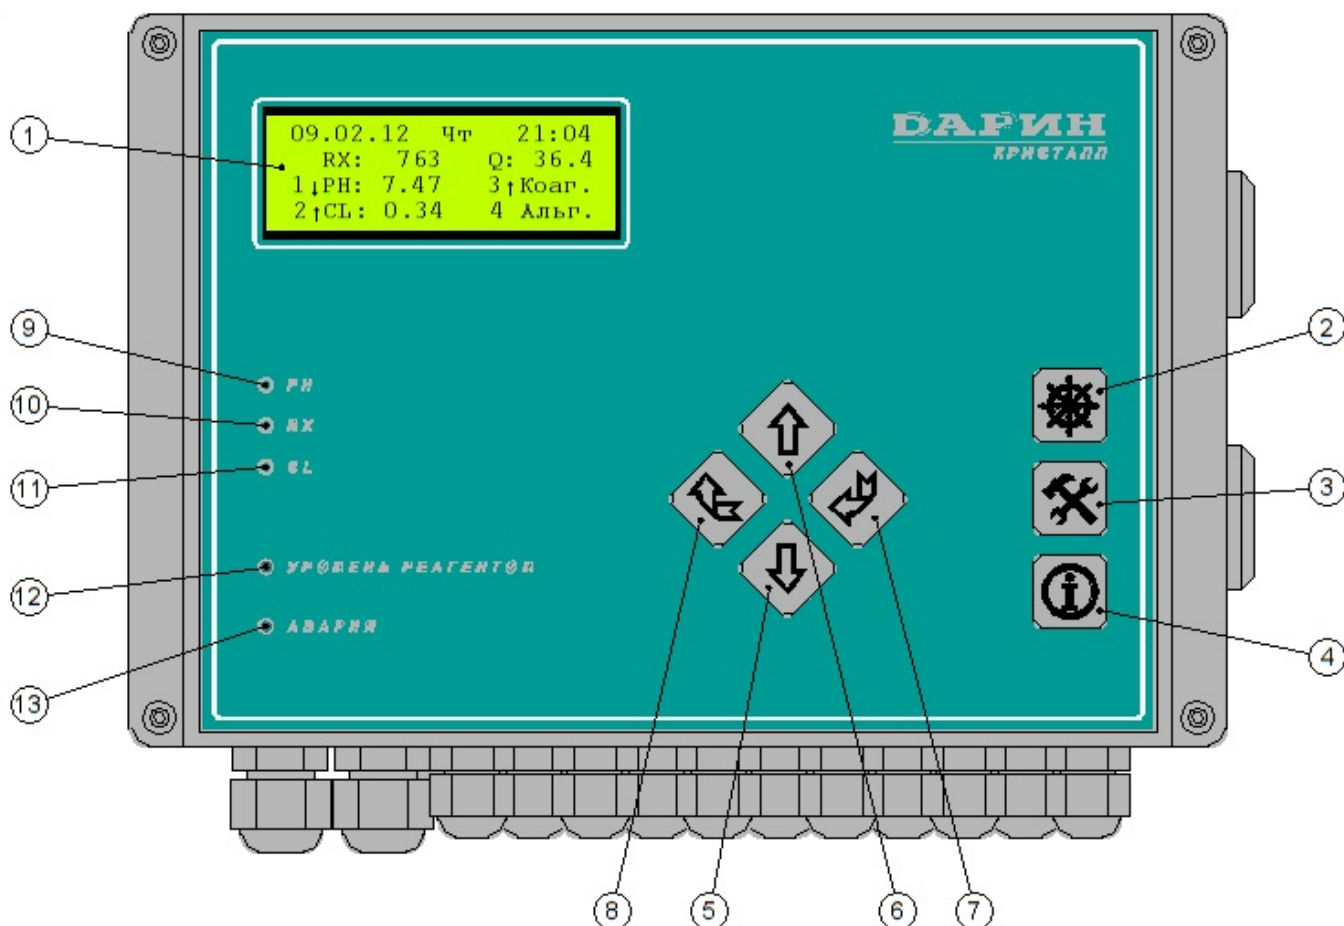 ДАРИН
КРИСТАЛЛ
09.02.12 Чт 21:04
RX: 763 Q: 36.4
1↓PH: 7.47 3↑Коаг.
2↑CL: 0.34 4 Альг.
PH
RX
CL
УРОВЕНЬ РЕАГЕНТОВ
АВАРИЯ
1
9
10
11
12
13
2
3
4
8
5
6
7